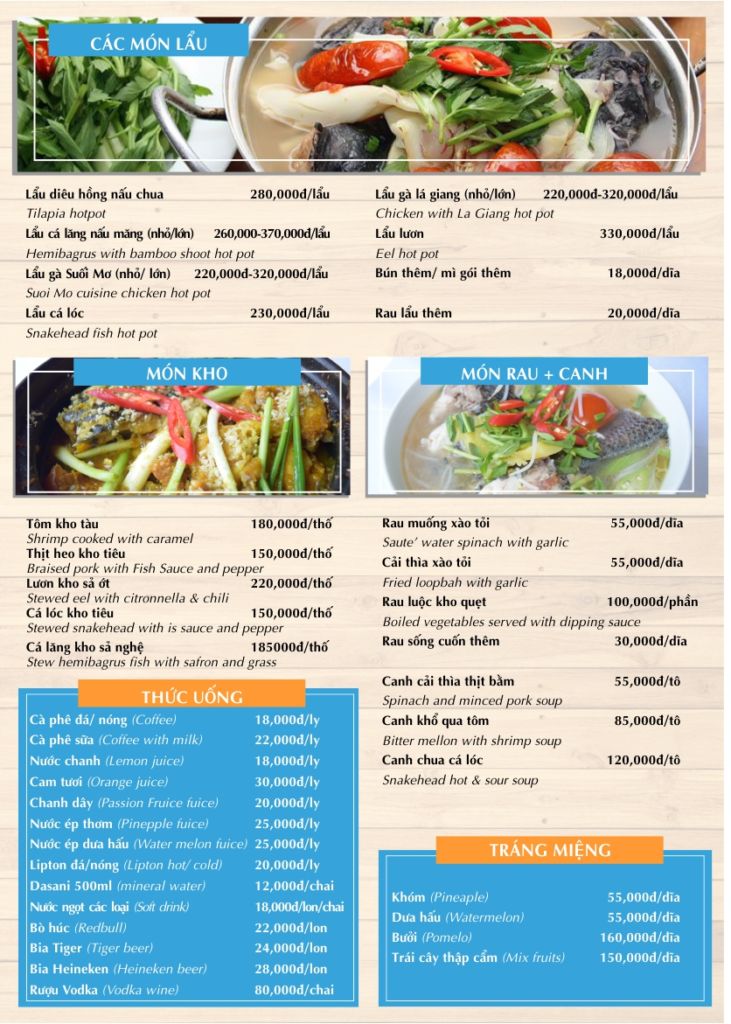 CÁC MÓN LẨU
Lẩu diêu hồng nấu chua 280,000đ/lẩu
Tilapia hotpot
Lẩu cá lăng nấu măng (nhỏ/lớn) 260,000-370,000đ/lẩu
Hemibagrus with bamboo shoot hot pot
Lẩu gà Suối Mơ (nhỏ/ lớn) 220,000đ-320,000đ/lẩu
Suoi Mo cuisine chicken hot pot
Lẩu cá lóc 230,000đ/lẩu
Snakehead fish hot pot
Lẩu gà lá giang (nhỏ/lớn) 220,000đ-320,000đ/lẩu
Chicken with La Giang hot pot
Lẩu lươn 330,000đ/lẩu
Eel hot pot
Bún thêm/ mì gói thêm 18,000đ/dĩa
Rau lẩu thêm 20,000đ/dĩa
MÓN KHO
Tôm kho tàu 180,000đ/thố
Shrimp cooked with caramel
Thịt heo kho tiêu 150,000đ/thố
Braised pork with Fish Sauce and pepper
Lươn kho sả ớt 220,000đ/thố
Stewed eel with citronnella & chili
Cá lóc kho tiêu 150,000đ/thố
Stewed snakehead with is sauce and pepper
Cá lăng kho sả nghệ 185000đ/thố
Stew hemibagrus fish with safron and grass
MÓN RAU + CANH
Rau muống xào tỏi 55,000đ/dĩa
Saute' water spinach with garlic
Cải thìa xào tỏi 55,000đ/dĩa
Fried loopbah with garlic
Rau luộc kho quẹt 100,000đ/phần
Boiled vegetables served with dipping sauce
Rau sống cuốn thêm 30,000đ/dĩa
Canh cải thìa thịt bằm 55,000đ/tô
Spinach and minced pork soup
Canh khổ qua tôm 85,000đ/tô
Bitter mellon with shrimp soup
Canh chua cá lóc 120,000đ/tô
Snakehead hot & sour soup
THỨC UỐNG
Cà phê đá/ nóng (Coffee) 18,000đ/ly
Cà phê sữa (Coffee with milk) 22,000đ/ly
Nước chanh (Lemon juice) 18,000đ/ly
Cam tươi (Orange juice) 30,000đ/ly
Chanh dây (Passion Fruice fuice) 20,000đ/ly
Nước ép thơm (Pinepple fuice) 25,000đ/ly
Nước ép dưa hấu (Water melon fuice) 25,000đ/ly
Lipton đá/nóng (Lipton hot/ cold) 20,000đ/ly
Dasani 500ml (mineral water) 12,000đ/chai
Nước ngọt các loại (Soft drink) 18,000đ/lon/chai
Bò húc (Redbull) 22,000đ/lon
Bia Tiger (Tiger beer) 24,000đ/lon
Bia Heineken (Heineken beer) 28,000đ/lon
Rượu Vodka (Vodka wine) 80,000đ/chai
TRÁNG MIỆNG
Khóm (Pineaple) 55,000đ/dĩa
Dưa hấu (Watermelon) 55,000đ/dĩa
Bưởi (Pomelo) 160,000đ/dĩa
Trái cây thập cẩm (Mix fruits) 150,000đ/dĩa